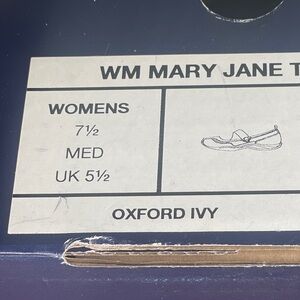 WM MARY JANE T
WOMENS
7½
MED
UK 5½
OXFORD IVY